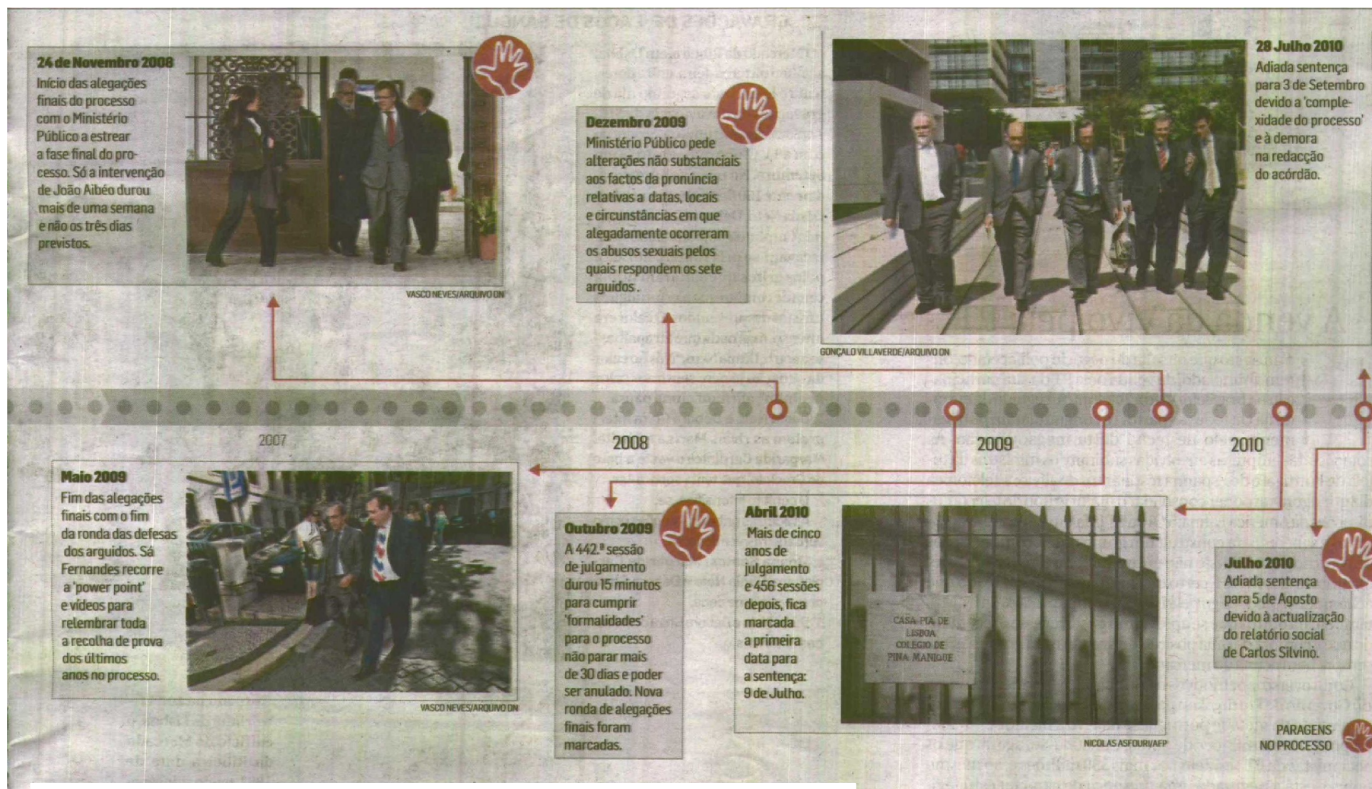 24 de Novembro 2008
Início das alegações
finais do processo
com o Ministério
Público a estrear
a fase final do pro-
cesso. Só a intervenção
de João Aibéo durou
mais de uma semana
e não os três dias
previstos.
VASCO NEVES/ARQUIVO DN
Dezembro 2009
Ministério Público pede
alterações não substanciais
aos factos da pronúncia
relativas a datas, locais
e circunstâncias em que
alegadamente ocorreram
os abusos sexuais pelos
quais respondem os sete
arguidos.
28 Julho 2010
Adiada sentença
para 3 de Setembro
devido a 'comple-
xidade do processo'
e à demora
na redacção
do acórdão.
GONÇALO VILLAVERDE/ARQUIVO DN
2007
2008
2009
2010
Maio 2009
Fim das alegações
finais com o fim
da ronda das defesas
dos arguidos. Sá
Fernandes recorre
a 'power point'
e vídeos para
relembrar toda
a recolha de prova
dos últimos
anos no processo.
VASCO NEVES/ARQUIVO DN
Outubro 2009
A 442.ª sessão
de julgamento
durou 15 minutos
para cumprir
'formalidades'
para o processo
não parar mais
de 30 dias e poder
ser anulado. Nova
ronda de alegações
finais foram
marcadas.
Abril 2010
Mais de cinco
anos de
julgamento
e 456 sessões
depois, fica
marcada
a primeira
data para
a sentença:
9 de Julho.
CASA PIA DE
LISBOA
COLEGIO DE
PINA MANIQUE
NICOLAS ASFOURI/AFP
Julho 2010
Adiada sentença
para 5 de Agosto
devido à actualização
do relatório social
de Carlos Silvino.
PARAGENS
NO PROCESSO